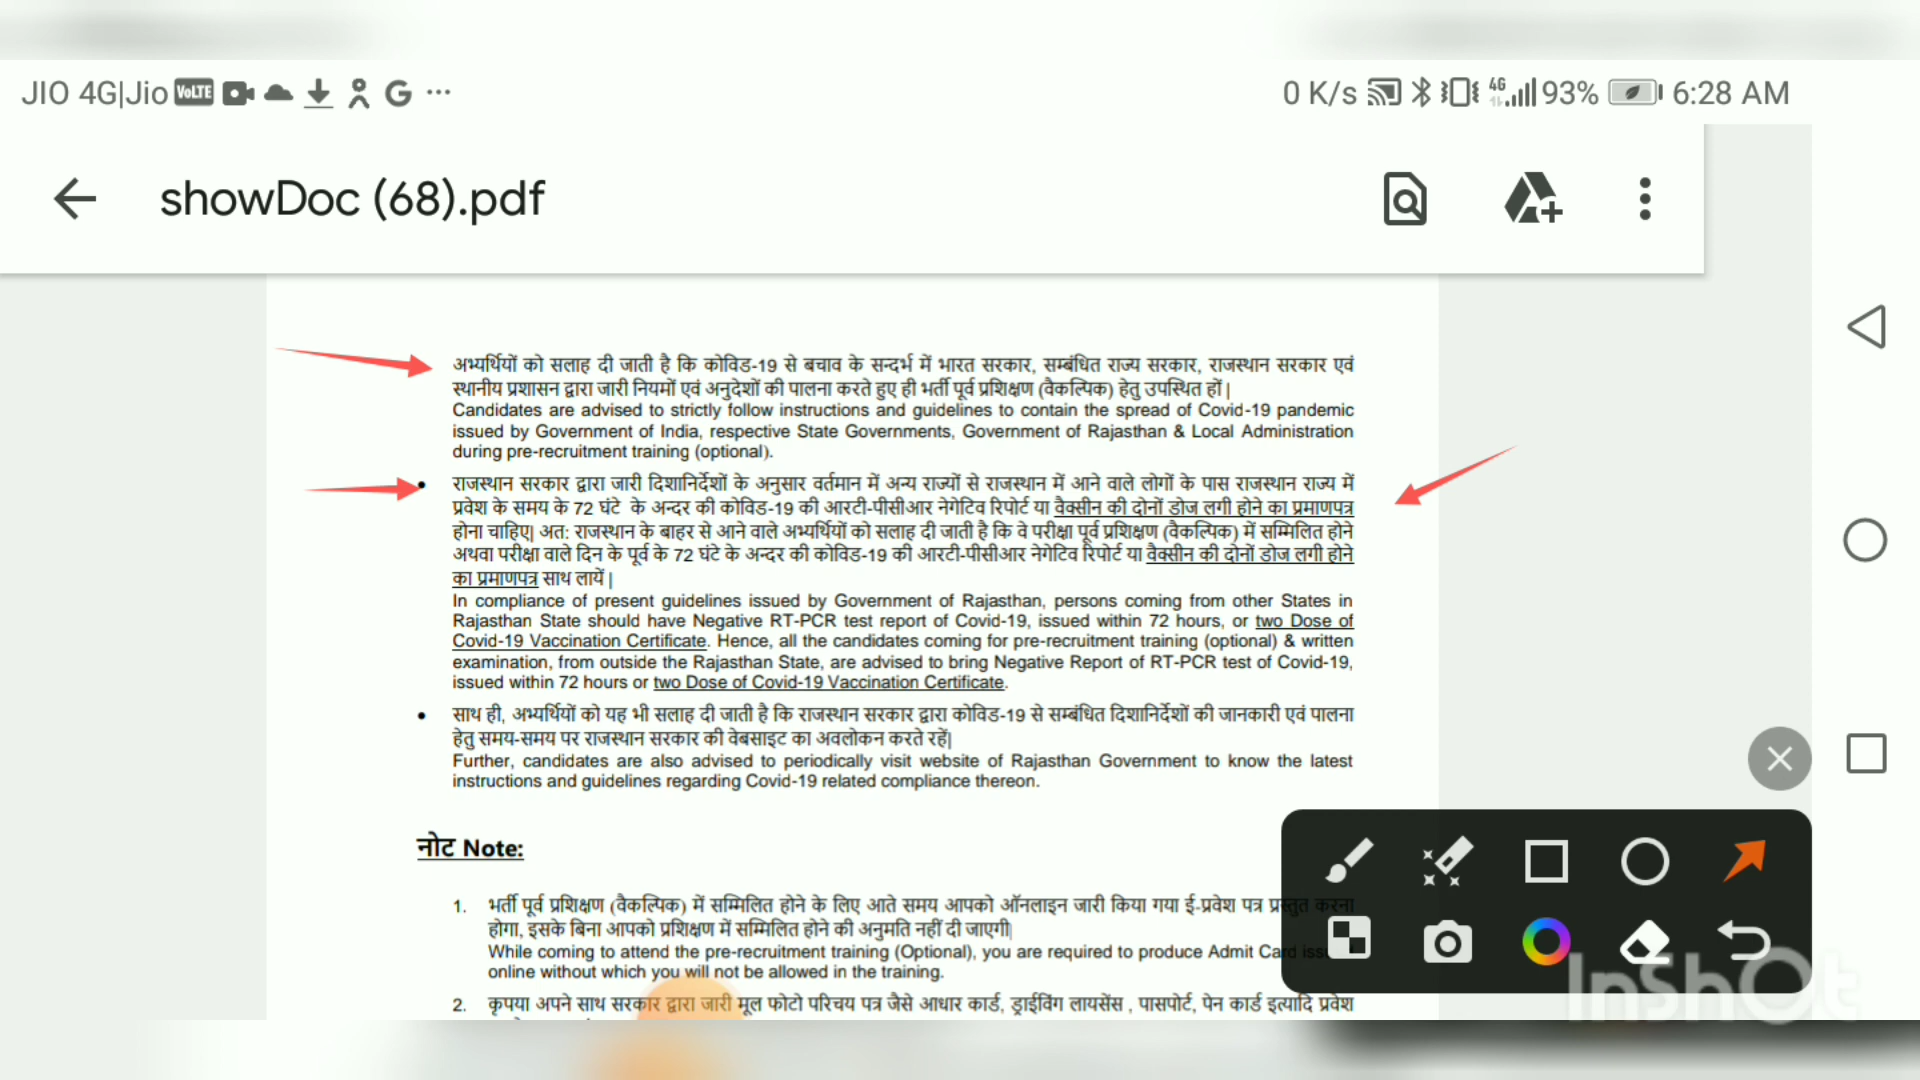 JIO 4G|Jio VoLTE G ...
0 K/s 4G 93% 6:28 AM
showDoc (68).pdf
अभ्यर्थियों को सलाह दी जाती है कि कोविड-19 से बचाव के सन्दर्भ में भारत सरकार, सम्बंधित राज्य सरकार, राजस्थान सरकार एवं
स्थानीय प्रशासन द्वारा जारी नियमों एवं अनुदेशों की पालना करते हुए ही भर्ती पूर्व प्रशिक्षण (वैकल्पिक) हेतु उपस्थित हों|
Candidates are advised to strictly follow instructions and guidelines to contain the spread of Covid-19 pandemic
issued by Government of India, respective State Governments, Government of Rajasthan & Local Administration
during pre-recruitment training (optional).
• राजस्थान सरकार द्वारा जारी दिशानिर्देशों के अनुसार वर्तमान में अन्य राज्यों से राजस्थान में आने वाले लोगों के पास राजस्थान राज्य में
प्रवेश के समय के 72 घंटे के अन्दर की कोविड-19 की आरटी-पीसीआर नेगेटिव रिपोर्ट या वैक्सीन की दोनों डोज लगी होने का प्रमाणपत्र
होना चाहिए| अत: राजस्थान के बाहर से आने वाले अभ्यर्थियों को सलाह दी जाती है कि वे परीक्षा पूर्व प्रशिक्षण (वैकल्पिक) में सम्मिलित होने
अथवा परीक्षा वाले दिन के पूर्व के 72 घंटे के अन्दर की कोविड-19 की आरटी-पीसीआर नेगेटिव रिपोर्ट या वैक्सीन की दोनों डोज लगी होने
का प्रमाणपत्र साथ लायें|
In compliance of present guidelines issued by Government of Rajasthan, persons coming from other States in
Rajasthan State should have Negative RT-PCR test report of Covid-19, issued within 72 hours, or two Dose of
Covid-19 Vaccination Certificate. Hence, all the candidates coming for pre-recruitment training (optional) & written
examination, from outside the Rajasthan State, are advised to bring Negative Report of RT-PCR test of Covid-19,
issued within 72 hours or two Dose of Covid-19 Vaccination Certificate.
• साथ ही, अभ्यर्थियों को यह भी सलाह दी जाती है कि राजस्थान सरकार द्वारा कोविड-19 से सम्बंधित दिशानिर्देशों की जानकारी एवं पालना
हेतु समय-समय पर राजस्थान सरकार की वेबसाइट का अवलोकन करते रहें|
Further, candidates are also advised to periodically visit website of Rajasthan Government to know the latest
instructions and guidelines regarding Covid-19 related compliance thereon.
नोट Note:
1. भर्ती पूर्व प्रशिक्षण (वैकल्पिक) में सम्मिलित होने के लिए आते समय आपको ऑनलाइन जारी किया गया ई-प्रवेश पत्र प्रस्तुत करना
होगा, इसके बिना आपको प्रशिक्षण में सम्मिलित होने की अनुमति नहीं दी जाएगी|
While coming to attend the pre-recruitment training (Optional), you are required to produce Admit Card
online without which you will not be allowed in the training.
2. कृपया अपने साथ सरकार द्वारा जारी मूल फोटो परिचय पत्र जैसे आधार कार्ड, ड्राईविंग लायसेंस , पासपोर्ट, पेन कार्ड इत्यादि प्रवेश
InShOt